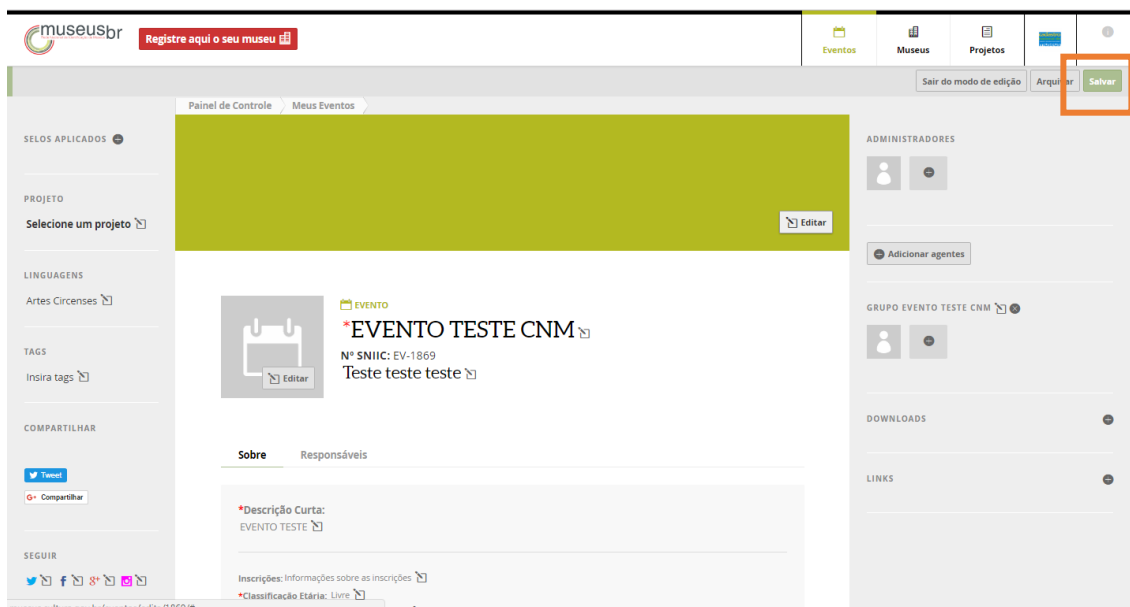 museusbr
Registre aqui o seu museu
Eventos
Museus
Projetos
Sair do modo de edição
Arquivar
Salvar
Painel de Controle
Meus Eventos
SELOS APLICADOS
PROJETO
Selecione um projeto
LINGUAGENS
Artes Circenses
TAGS
Insira tags
COMPARTILHAR
Tweet
G+ Compartilhar
SEGUIR
Editar
EVENTO
*EVENTO TESTE CNM
Nº SNIIC: EV-1869
Teste teste teste
Editar
Sobre
Responsáveis
*Descrição Curta:
EVENTO TESTE
Inscrições: Informações sobre as inscrições
*Classificação Etária: Livre
ADMINISTRADORES
Adicionar agentes
GRUPO EVENTO TESTE CNM
DOWNLOADS
LINKS